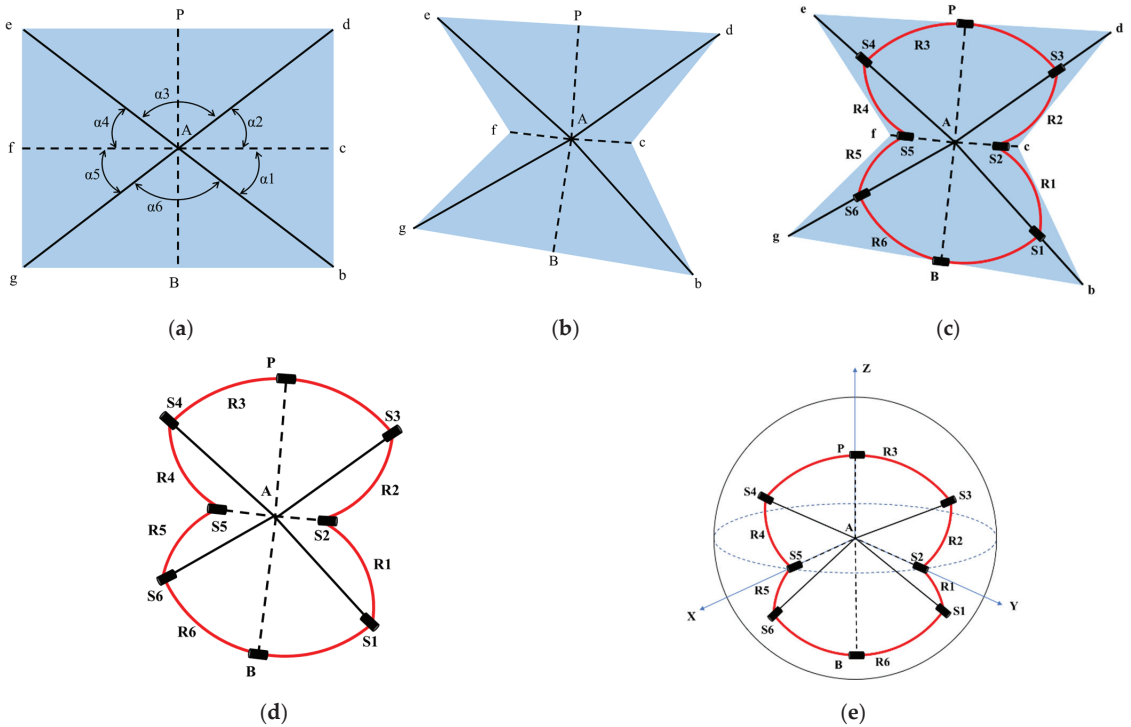 e P d
α3
α4 α2
A
f c
α5 α1
α6
g B b
(a)
e P d
A
f c
g B b
(b)
e P d
S4 R3 S3
R4 R2
A
f S5 S2 c
R5 R1
S6 R6 S1
g B b
(c)
P
S4 R3 S3
R4 A R2
S5 S2
R5 R1
S6 R6 S1
B
(d)
Z
P R3
S4 S3
R4 A R2
S5 S2
R5 R1
X S6 S1 Y
B R6
(e)